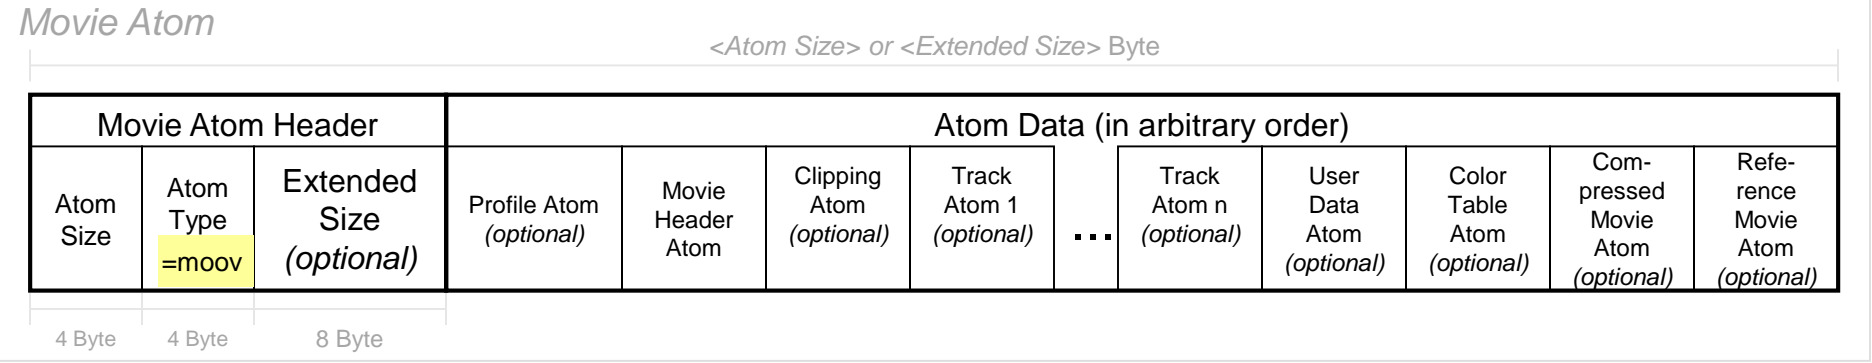 Movie Atom
<Atom Size> or <Extended Size> Byte
Movie Atom Header
Atom Data (in arbitrary order)
Atom
Size
Atom
Type
=moov
Extended
Size
(optional)
Profile Atom
(optional)
Movie
Header
Atom
Clipping
Atom
(optional)
Track
Atom 1
(optional)
...
Track
Atom n
(optional)
User
Data
Atom
(optional)
Color
Table
Atom
(optional)
Com-
pressed
Movie
Atom
(optional)
Refe-
rence
Movie
Atom
(optional)
4 Byte
4 Byte
8 Byte